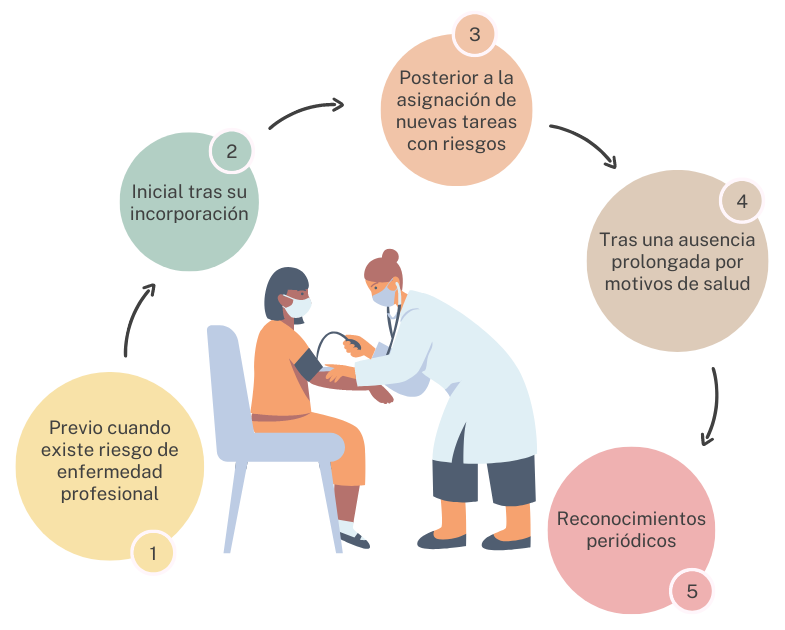 Previo cuando
existe riesgo de
enfermedad
profesional
1
2
Inicial tras su
incorporación
3
Posterior a la
asignación de
nuevas tareas
con riesgos
4
Tras una ausencia
prolongada por
motivos de salud
Reconocimientos
periódicos
5